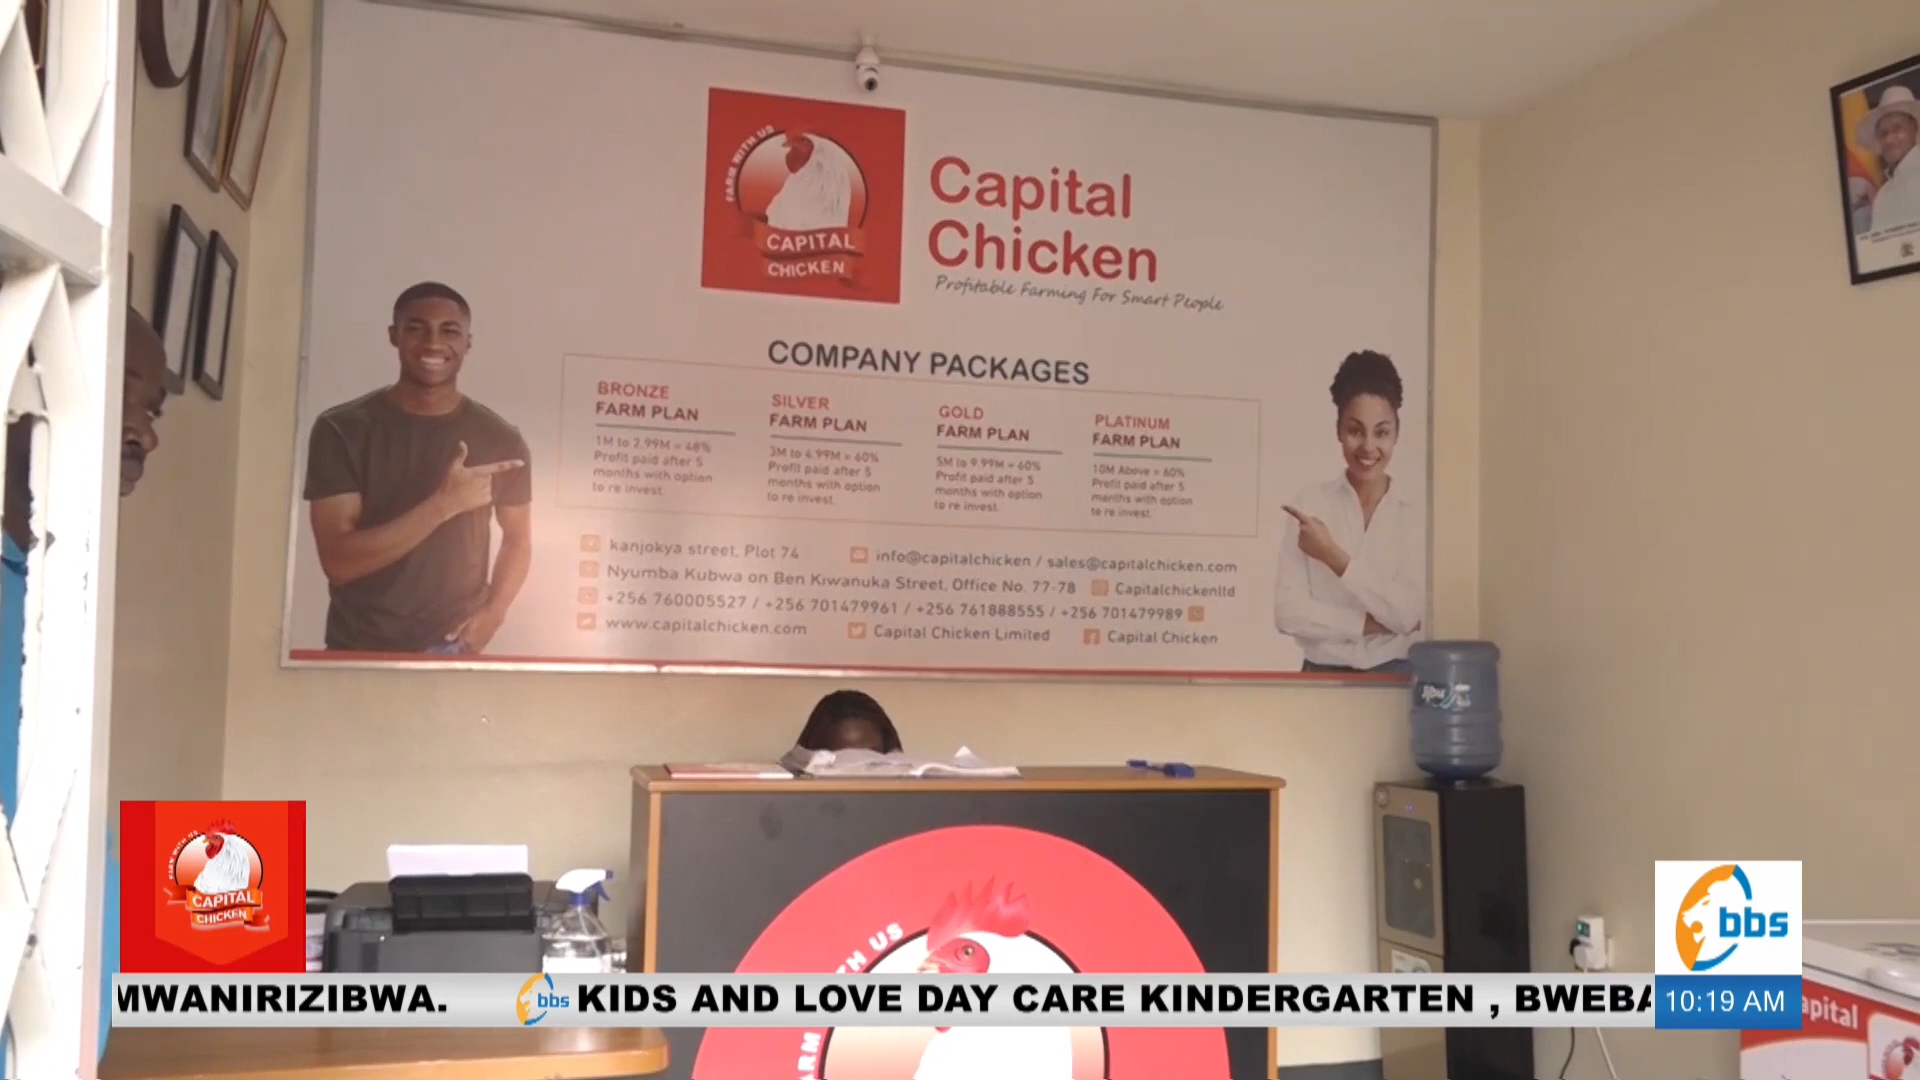 FARM WITH US
CAPITAL
CHICKEN
Capital
Chicken
Profitable Farming For Smart People
COMPANY PACKAGES
BRONZE
FARM PLAN
1M to 2.99M = 48%
Profit paid after 5
months with option
to re invest.
SILVER
FARM PLAN
3M to 4.99M = 60%
Profit paid after 5
months with option
to re invest.
GOLD
FARM PLAN
5M to 9.99M = 60%
Profit paid after 5
months with option
to re invest.
PLATINUM
FARM PLAN
10M Above = 60%
Profit paid after 5
months with option
to re invest.
kanjokya street, Plot 74
info@capitalchicken / sales@capitalchicken.com
Nyumba Kubwa on Ben Kiwanuka Street, Office No. 77-78
Capitalchickenltd
+256 760005527 / +256 701479961 / +256 761888555 / +256 701479989
www.capitalchicken.com
Capital Chicken Limited
Capital Chicken
FARM WITH US
CAPITAL
CHICKEN
TH US
ARM
bbs
MWANIRIZIBWA.
bbs KIDS AND LOVE DAY CARE KINDERGARTEN , BWEBA
10:19 AM
apital